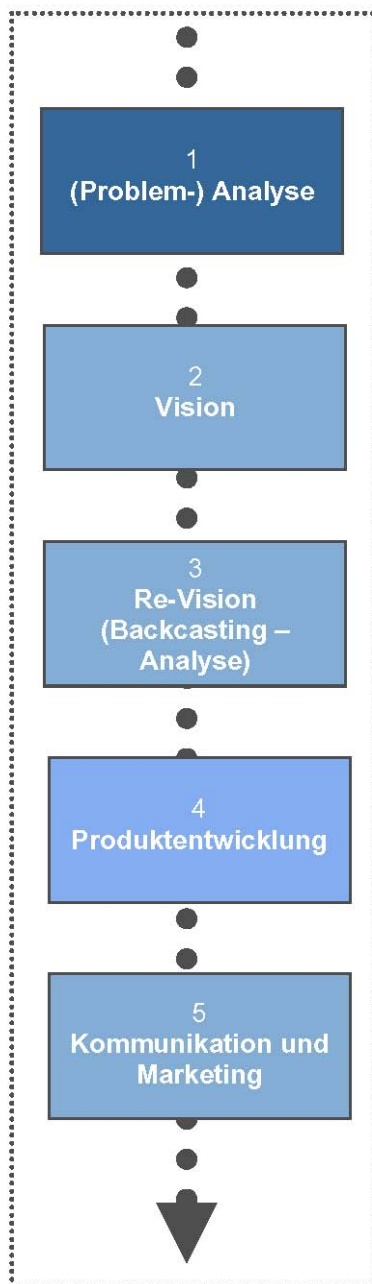 1
(Problem-) Analyse
2
Vision
3
Re-Vision
(Backcasting –
Analyse)
4
Produktentwicklung
5
Kommunikation und
Marketing